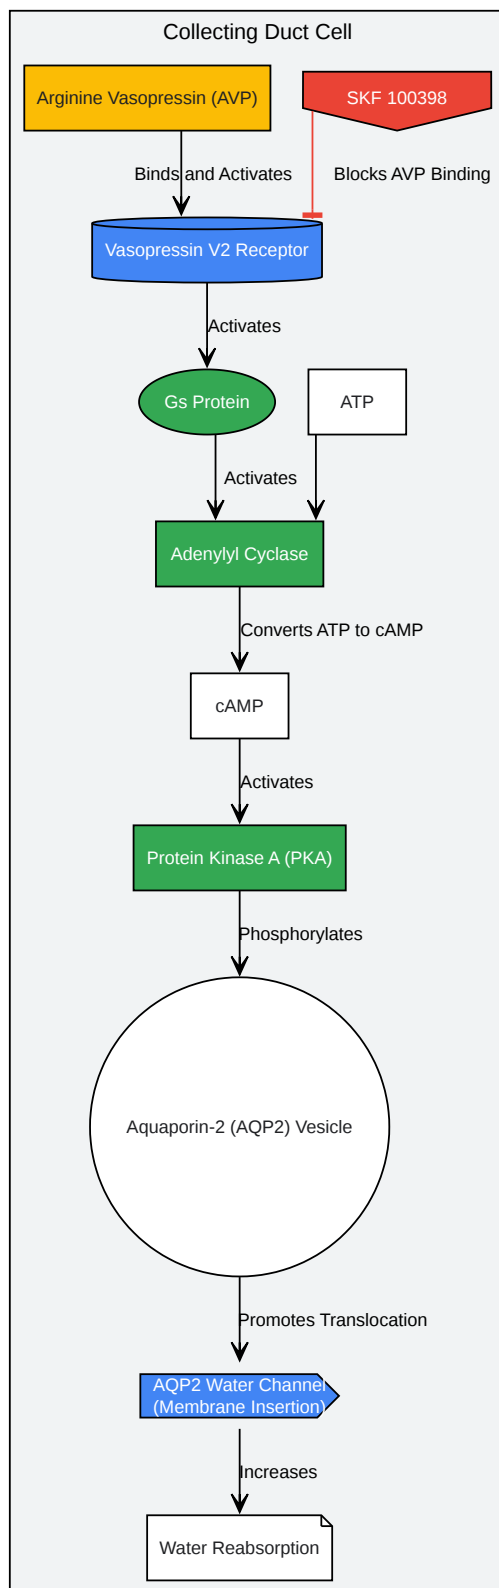 Collecting Duct Cell
Arginine Vasopressin (AVP)
SKF 100398
Binds and Activates
Blocks AVP Binding
Vasopressin V2 Receptor
Activates
Gs Protein
ATP
Activates
Adenylyl Cyclase
Converts ATP to cAMP
cAMP
Activates
Protein Kinase A (PKA)
Phosphorylates
Aquaporin-2 (AQP2) Vesicle
Promotes Translocation
AQP2 Water Channel
(Membrane Insertion)
Increases
Water Reabsorption